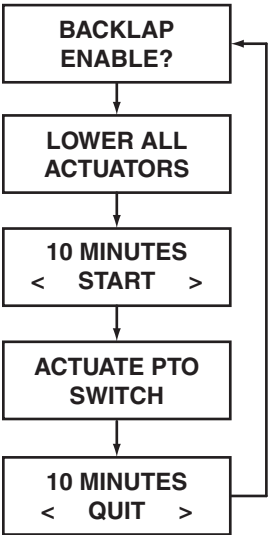 BACKLAP
ENABLE?
LOWER ALL
ACTUATORS
10 MINUTES
< START >
ACTUATE PTO
SWITCH
10 MINUTES
< QUIT >